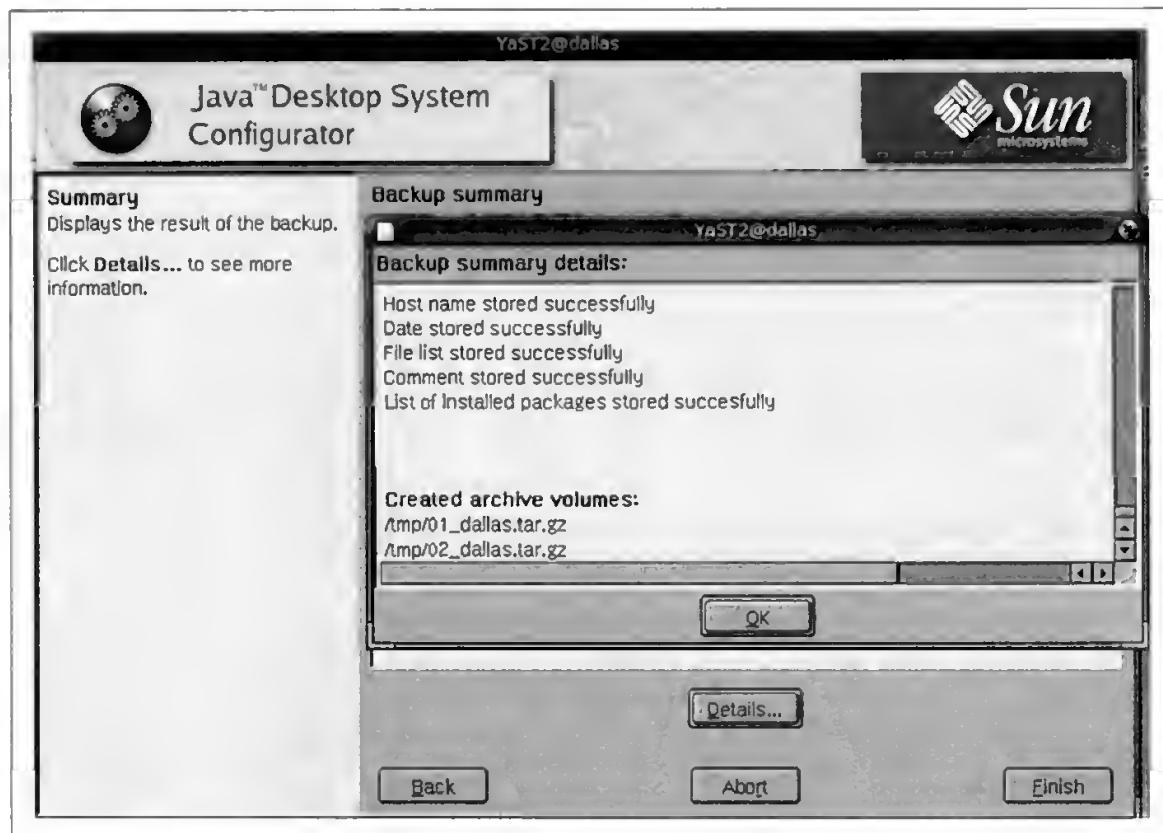 YaST2@dallas
Java™ Desktop System
Configurator
Sun
microsystems
Summary
Displays the result of the backup.
Click Details... to see more
information.
Backup summary
YaST2@dallas
Backup summary details:
Host name stored successfully
Date stored successfully
File list stored successfully
Comment stored successfully
List of installed packages stored succesfully
Created archive volumes:
/tmp/01_dallas.tar.gz
/tmp/02_dallas.tar.gz
OK
Details...
Back
Abort
Finish